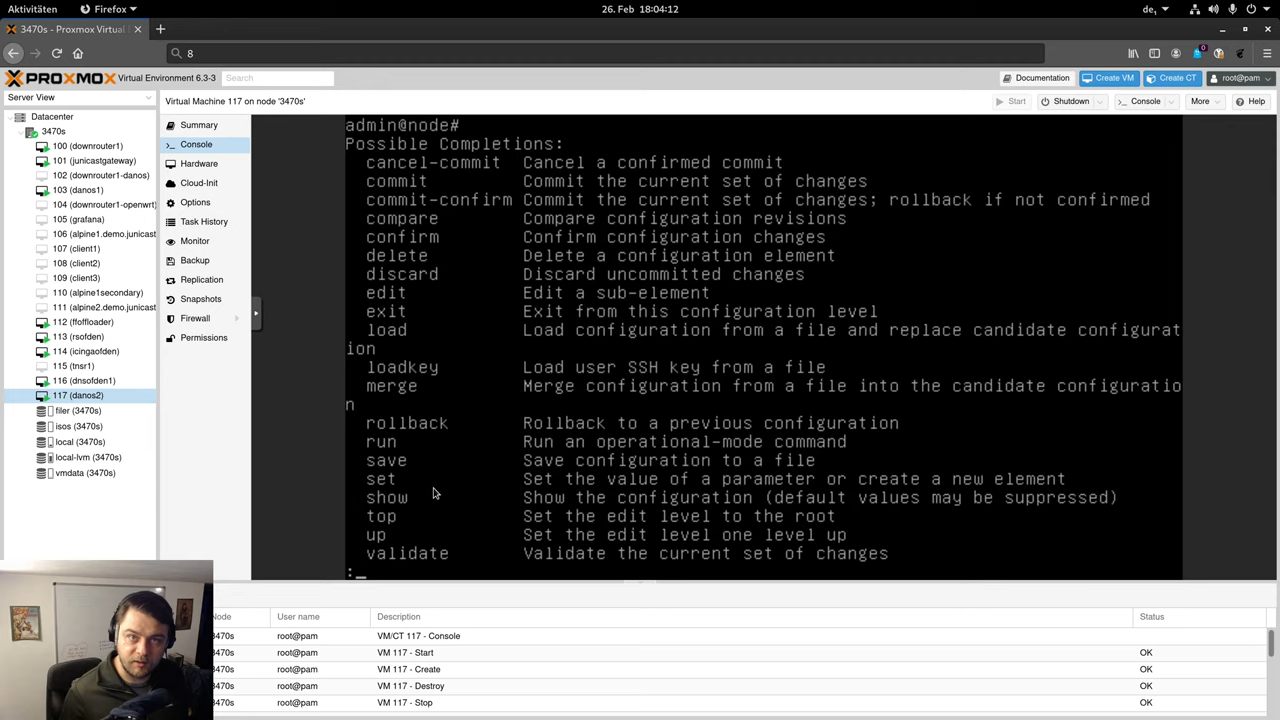 Aktivitäten
Firefox
26. Feb 18:04:12
de₁
3470s - Proxmox Virtual
8
PROXMOX
Virtual Environment 6.3-3
Search
Documentation
Create VM
Create CT
root@pam
Server View
Virtual Machine 117 on node '3470s'
Start
Shutdown
Console
More
Help
Datacenter
3470s
100 (downrouter1)
101 (junicastgateway)
102 (downrouter1-danos)
103 (danos1)
104 (downrouter1-openwrt)
105 (grafana)
106 (alpine1.demo.junicast
107 (client1)
108 (client2)
109 (client3)
110 (alpine1secondary)
111 (alpine2.demo.junicast
112 (ffoffloader)
113 (rsofden)
114 (icingaofden)
115 (tnsr1)
116 (dnsofden1)
117 (danos2)
filer (3470s)
isos (3470s)
local (3470s)
local-lvm (3470s)
vmdata (3470s)
Summary
Console
Hardware
Cloud-Init
Options
Task History
Monitor
Backup
Replication
Snapshots
Firewall
Permissions
admin@node#
Possible Completions:
cancel-commit Cancel a confirmed commit
commit Commit the current set of changes
commit-confirm Commit the current set of changes; rollback if not confirmed
compare Compare configuration revisions
confirm Confirm configuration changes
delete Delete a configuration element
discard Discard uncommitted changes
edit Edit a sub-element
exit Exit from this configuration level
load Load configuration from a file and replace candidate configurat
ion
loadkey Load user SSH key from a file
merge Merge configuration from a file into the candidate configuratio
n
rollback Rollback to a previous configuration
run Run an operational-mode command
save Save configuration to a file
set Set the value of a parameter or create a new element
show Show the configuration (default values may be suppressed)
top Set the edit level to the root
up Set the edit level one level up
validate Validate the current set of changes
:_
Node User name Description Status
3470s root@pam VM/CT 117 - Console
3470s root@pam VM 117 - Start OK
3470s root@pam VM 117 - Create OK
3470s root@pam VM 117 - Destroy OK
3470s root@pam VM 117 - Stop OK